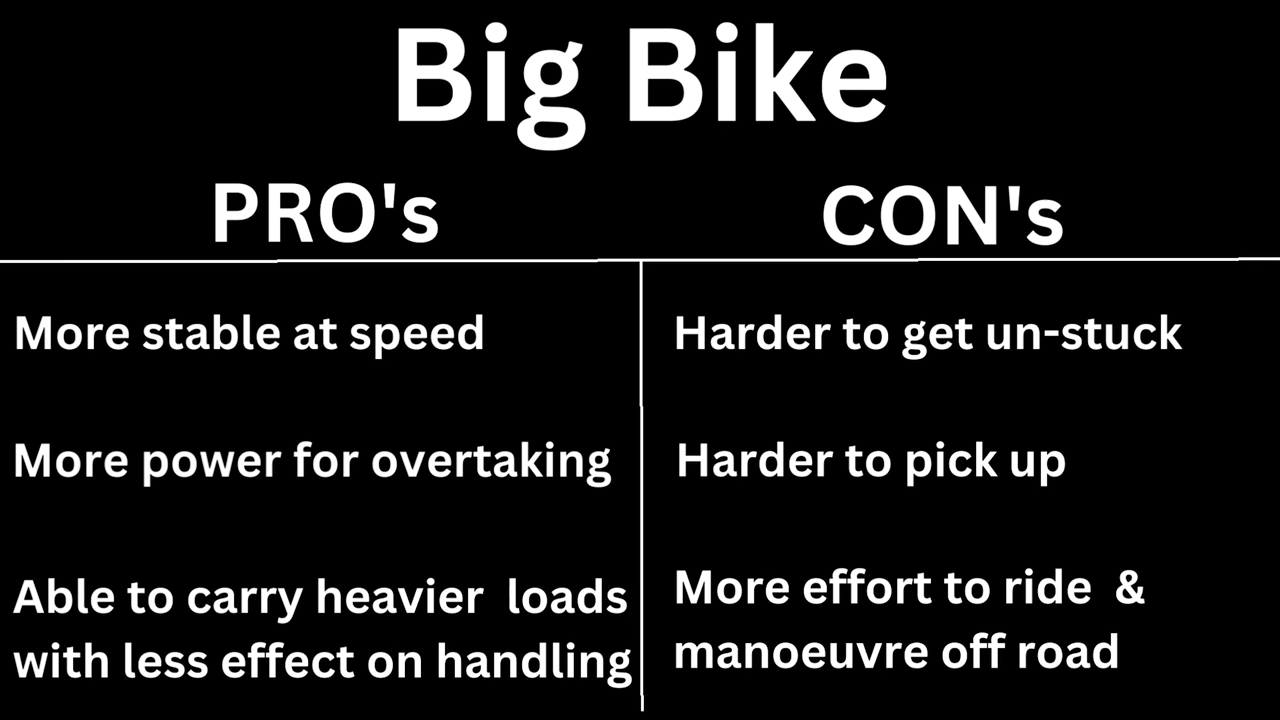 Big Bike
PRO's
CON's
More stable at speed
More power for overtaking
Able to carry heavier loads
with less effect on handling
Harder to get un-stuck
Harder to pick up
More effort to ride &
manoeuvre off road